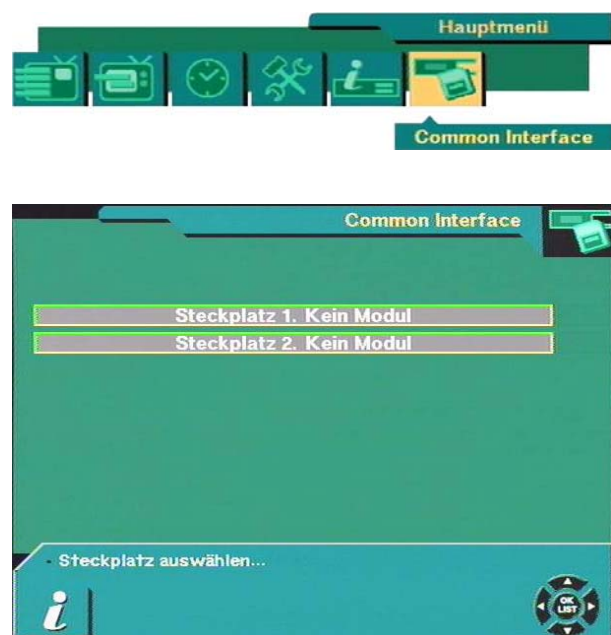 Hauptmenü
Common Interface
Common Interface
Steckplatz 1. Kein Modul
Steckplatz 2. Kein Modul
- Steckplatz auswählen...
i
OK
LIST